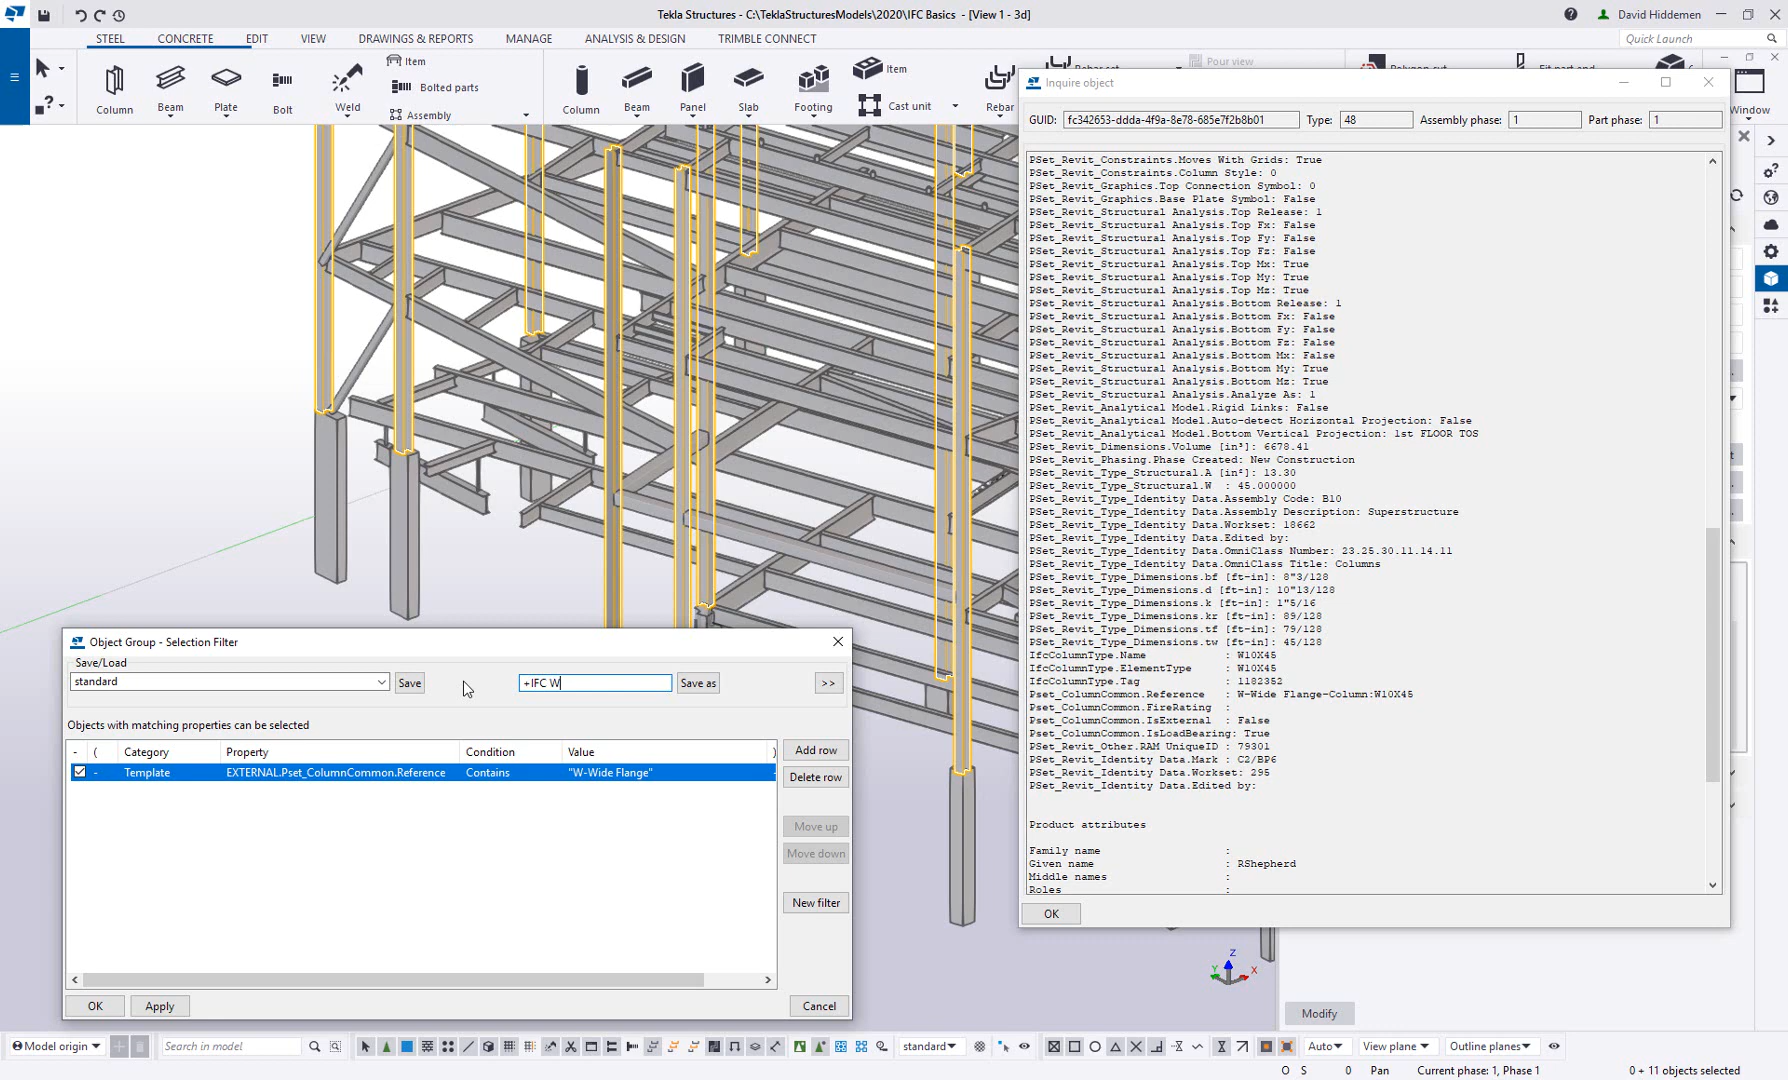 Tekla Structures - C:\TeklaStructuresModels\2020\IFC Basics - [View 1 - 3d]
David Hiddemen
STEEL CONCRETE EDIT VIEW DRAWINGS & REPORTS MANAGE ANALYSIS & DESIGN TRIMBLE CONNECT
Quick Launch
Column
Beam
Plate
Bolt
Weld
Item
Bolted parts
Assembly
Column
Beam
Panel
Slab
Footing
Item
Cast unit
Rebar
Rebar set
Pour view
Window
Inquire object
GUID: fc342653-ddda-4f9a-8e78-685e7f2b8b01 Type: 48 Assembly phase: 1 Part phase: 1
PSet_Revit_Constraints.Moves With Grids: True
PSet_Revit_Constraints.Column Style: 0
PSet_Revit_Graphics.Top Connection Symbol: 0
PSet_Revit_Graphics.Base Plate Symbol: False
PSet_Revit_Structural Analysis.Top Release: 1
PSet_Revit_Structural Analysis.Top Fx: False
PSet_Revit_Structural Analysis.Top Fy: False
PSet_Revit_Structural Analysis.Top Fz: False
PSet_Revit_Structural Analysis.Top Mx: True
PSet_Revit_Structural Analysis.Top My: True
PSet_Revit_Structural Analysis.Top Mz: True
PSet_Revit_Structural Analysis.Bottom Release: 1
PSet_Revit_Structural Analysis.Bottom Fx: False
PSet_Revit_Structural Analysis.Bottom Fy: False
PSet_Revit_Structural Analysis.Bottom Fz: False
PSet_Revit_Structural Analysis.Bottom Mx: False
PSet_Revit_Structural Analysis.Bottom My: True
PSet_Revit_Structural Analysis.Bottom Mz: True
PSet_Revit_Structural Analysis.Analyze As: 1
PSet_Revit_Analytical Model.Rigid Links: False
PSet_Revit_Analytical Model.Auto-detect Horizontal Projection: False
PSet_Revit_Analytical Model.Bottom Vertical Projection: 1st FLOOR TOS
PSet_Revit_Dimensions.Volume [in³]: 6678.41
PSet_Revit_Phasing.Phase Created: New Construction
PSet_Revit_Type_Structural.A [in²]: 13.30
PSet_Revit_Type_Structural.W : 45.000000
PSet_Revit_Type_Identity Data.Assembly Code: B10
PSet_Revit_Type_Identity Data.Assembly Description: Superstructure
PSet_Revit_Type_Identity Data.Workset: 18662
PSet_Revit_Type_Identity Data.Edited by:
PSet_Revit_Type_Identity Data.OmniClass Number: 23.25.30.11.14.11
PSet_Revit_Type_Identity Data.OmniClass Title: Columns
PSet_Revit_Type_Dimensions.bf [ft-in]: 8"3/128
PSet_Revit_Type_Dimensions.d [ft-in]: 10"13/128
PSet_Revit_Type_Dimensions.k [ft-in]: 1"5/16
PSet_Revit_Type_Dimensions.kr [ft-in]: 89/128
PSet_Revit_Type_Dimensions.tf [ft-in]: 79/128
PSet_Revit_Type_Dimensions.tw [ft-in]: 45/128
IfcColumnType.Name : W10X45
IfcColumnType.ElementType : W10X45
IfcColumnType.Tag : 1182352
Pset_ColumnCommon.Reference : W-Wide Flange-Column:W10X45
Pset_ColumnCommon.FireRating :
Pset_ColumnCommon.IsExternal : False
Pset_ColumnCommon.IsLoadBearing: True
PSet_Revit_Other.RAM UniqueID : 79301
PSet_Revit_Identity Data.Mark : C2/BP6
PSet_Revit_Identity Data.Workset: 295
PSet_Revit_Identity Data.Edited by:
Product attributes
Family name :
Given name : RShepherd
Middle names :
Roles :
OK
Object Group - Selection Filter
Save/Load
standard Save +IFC W Save as >>
Objects with matching properties can be selected
- ( Category Property Condition Value )
- Template EXTERNAL.Pset_ColumnCommon.Reference Contains "W-Wide Flange"
Add row
Delete row
Move up
Move down
New filter
OK Apply Cancel
Z
Y X
Modify
Model origin Search in model standard Auto View plane Outline planes
O S 0 Pan Current phase: 1, Phase 1 0 + 11 objects selected